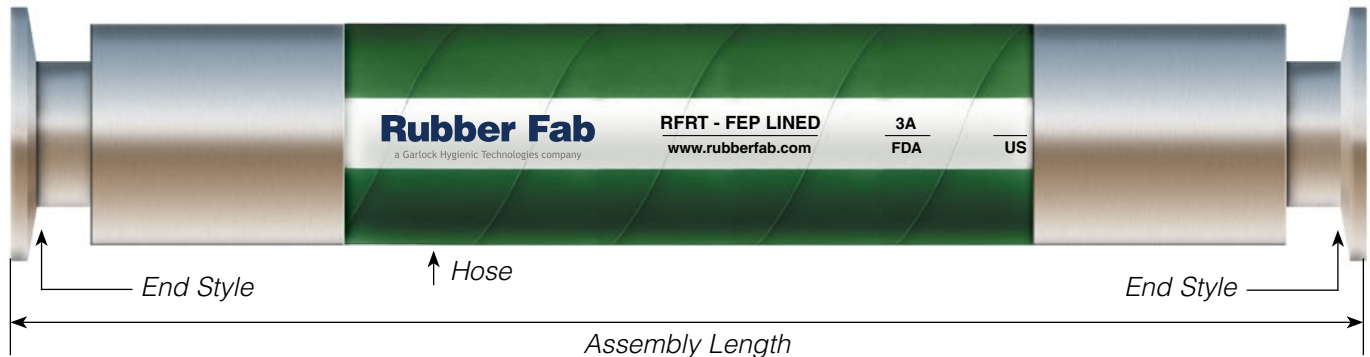 Rubber Fab
a Garlock Hygienic Technologies company
RFRT - FEP LINED
www.rubberfab.com
3A
FDA
US
End Style
Hose
End Style
Assembly Length